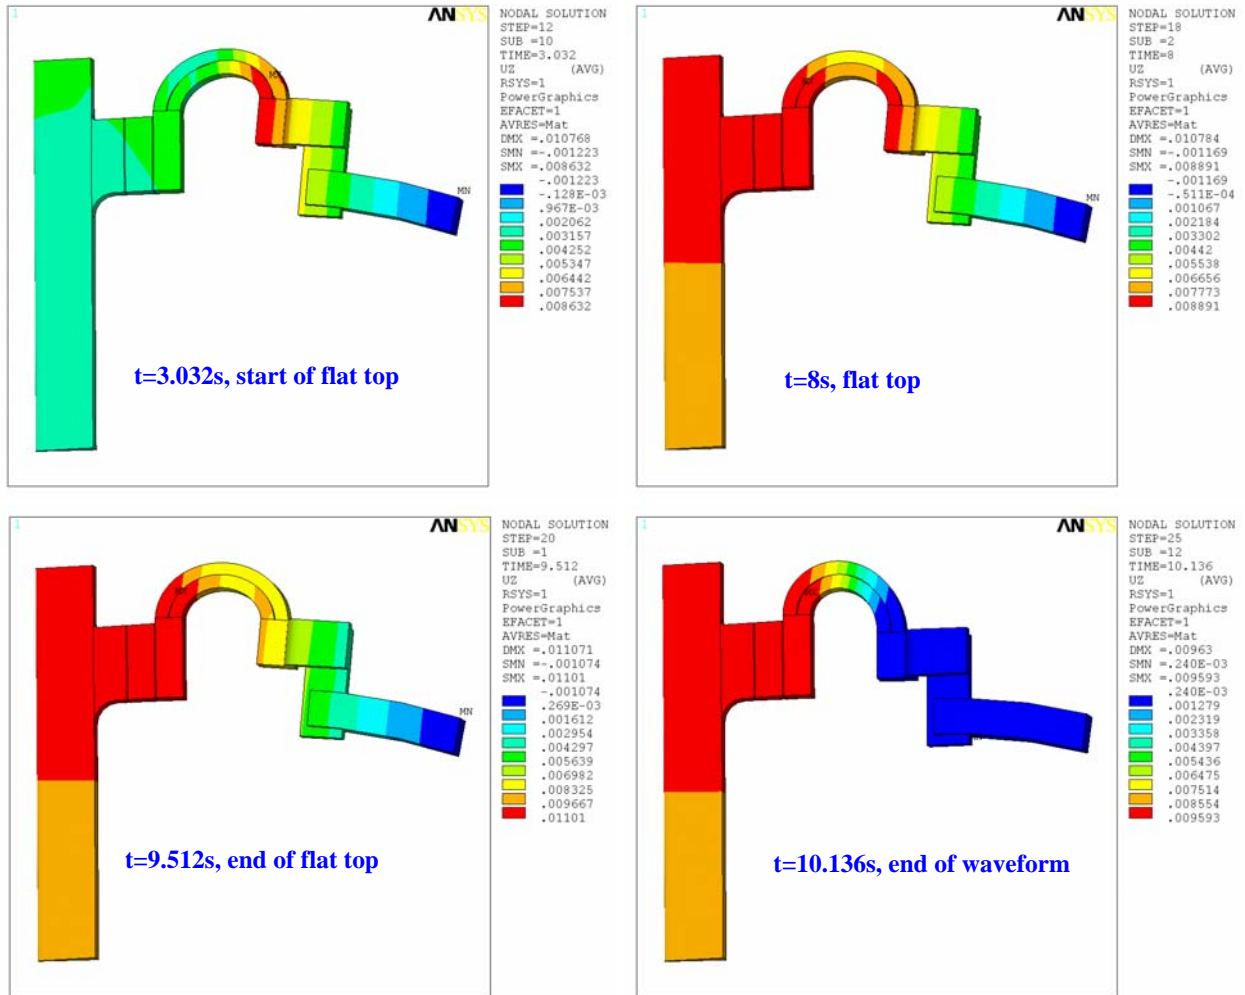 1
ANSYS
NODAL SOLUTION
STEP=12
SUB =10
TIME=3.032
UZ (AVG)
RSYS=1
PowerGraphics
EFACET=1
AVRES=Mat
DMX =.010768
SMN =-.001223
SMX =.008632
-.001223
-.128E-03
.967E-03
.002062
.003157
.004252
.005347
.006442
.007537
.008632
MX
MN
t=3.032s, start of flat top
1
ANSYS
NODAL SOLUTION
STEP=18
SUB =2
TIME=8
UZ (AVG)
RSYS=1
PowerGraphics
EFACET=1
AVRES=Mat
DMX =.010784
SMN =-.001169
SMX =.008891
-.001169
-.511E-04
.001067
.002184
.003302
.00442
.005538
.006656
.007773
.008891
MX
MN
t=8s, flat top
1
ANSYS
NODAL SOLUTION
STEP=20
SUB =1
TIME=9.512
UZ (AVG)
RSYS=1
PowerGraphics
EFACET=1
AVRES=Mat
DMX =.011071
SMN =-.001074
SMX =.01101
-.001074
.269E-03
.001612
.002954
.004297
.005639
.006982
.008325
.009667
.01101
MX
MN
t=9.512s, end of flat top
1
ANSYS
NODAL SOLUTION
STEP=25
SUB =12
TIME=10.136
UZ (AVG)
RSYS=1
PowerGraphics
EFACET=1
AVRES=Mat
DMX =.00963
SMN =.240E-03
SMX =.009593
.240E-03
.001279
.002319
.003358
.004397
.005436
.006475
.007514
.008554
.009593
MX
t=10.136s, end of waveform